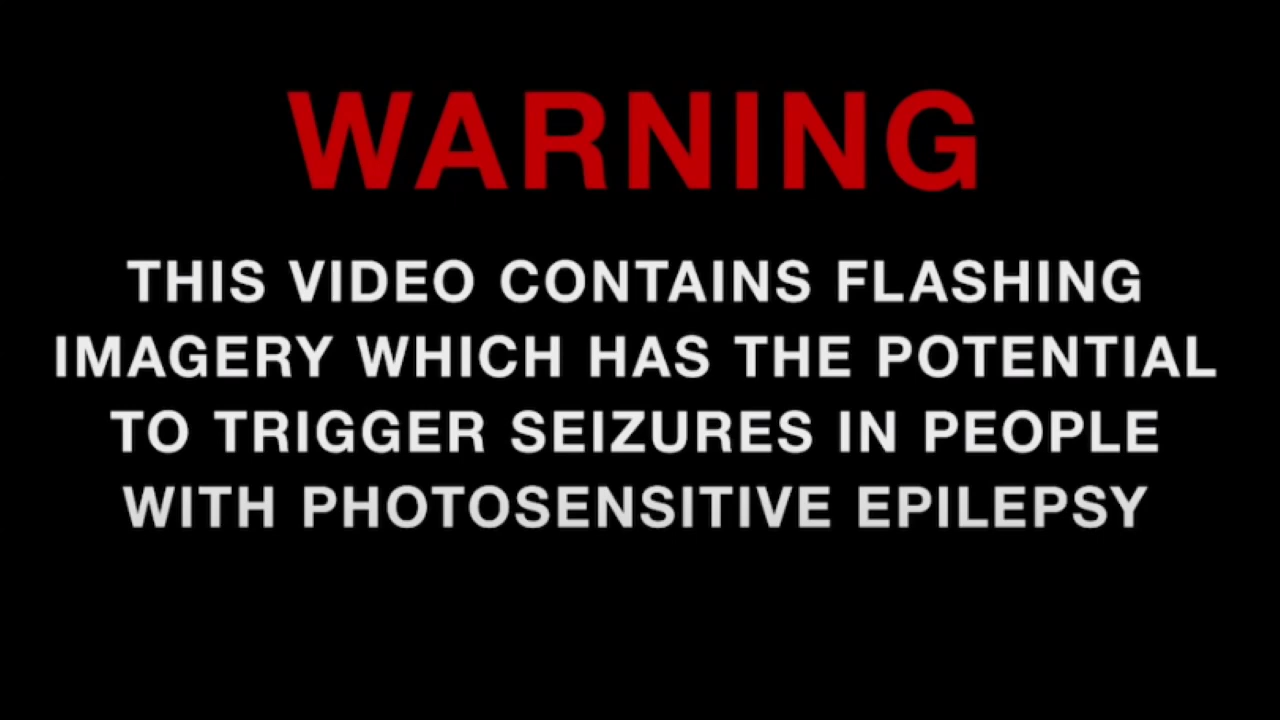 WARNING
THIS VIDEO CONTAINS FLASHING
IMAGERY WHICH HAS THE POTENTIAL
TO TRIGGER SEIZURES IN PEOPLE
WITH PHOTOSENSITIVE EPILEPSY